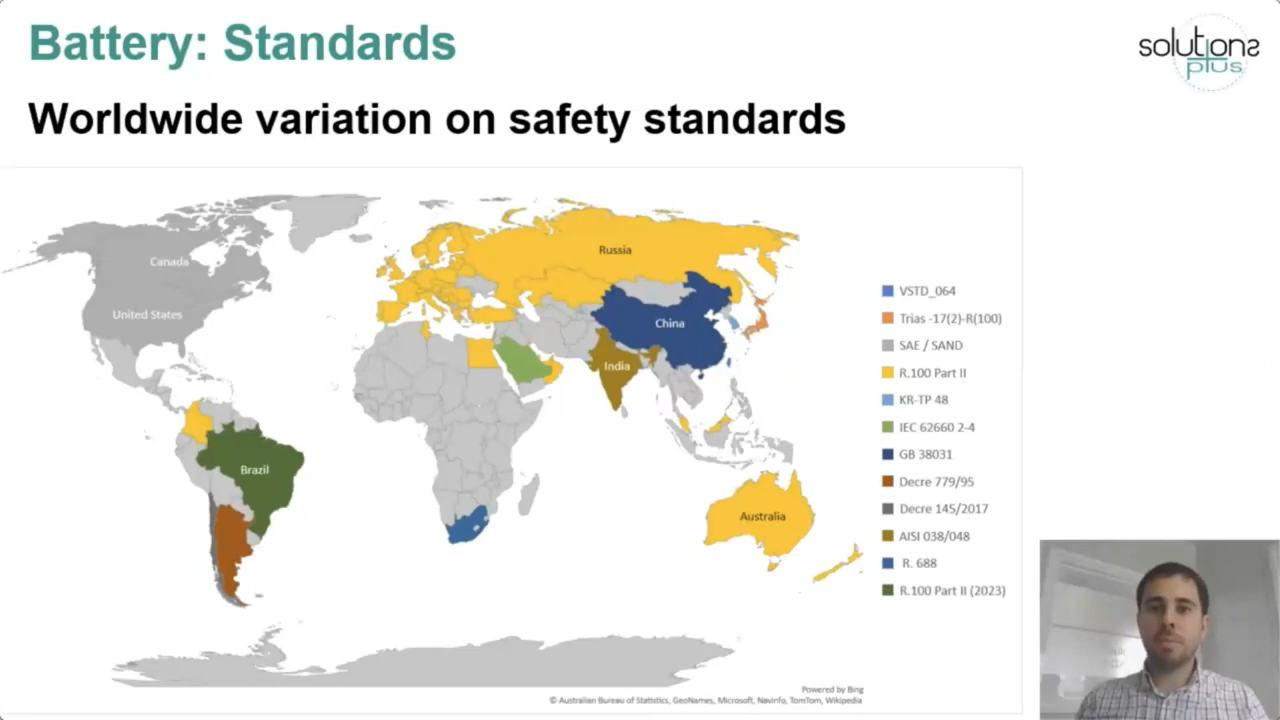 Battery: Standards
solutions
plus
Worldwide variation on safety standards
Canada
United States
Russia
China
India
Brazil
Australia
VSTD_064
Trias -17(2)-R(100)
SAE / SAND
R.100 Part II
KR-TP 48
IEC 62660 2-4
GB 38031
Decre 779/95
Decre 145/2017
AISI 038/048
R. 688
R.100 Part II (2023)
Powered by Bing
© Australian Bureau of Statistics, GeoNames, Microsoft, Navinfo, TomTom, Wikipedia